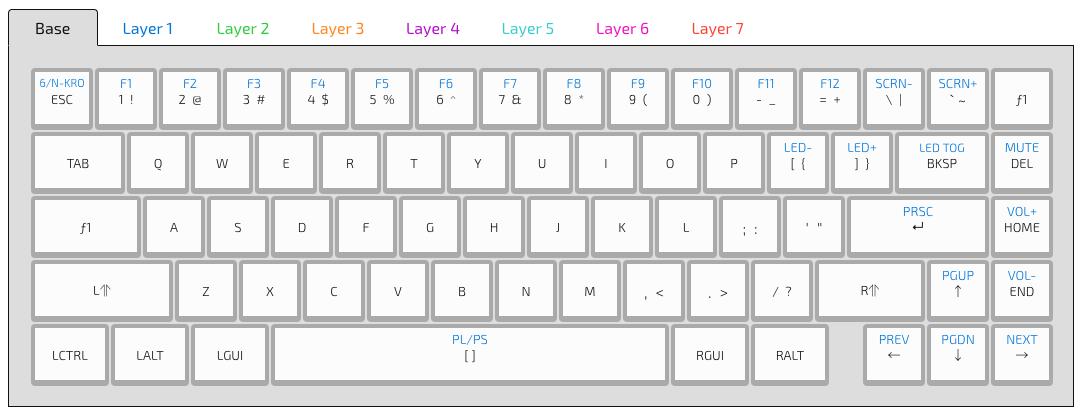 Base Layer 1 Layer 2 Layer 3 Layer 4 Layer 5 Layer 6 Layer 7
6/N-KRO F1 F2 F3 F4 F5 F6 F7 F8 F9 F10 F11 F12 SCRN- SCRN+
ESC 1 ! 2 @ 3 # 4 $ 5 % 6 ^ 7 & 8 * 9 ( 0 ) - _ = + \ | ` ~ ƒ1
LED- LED+ LED TOG MUTE
TAB Q W E R T Y U I O P [ { ] } BKSP DEL
PRSC VOL+
ƒ1 A S D F G H J K L ; : ' " ↵ HOME
PGUP VOL-
L⇑ Z X C V B N M , < . > / ? R⇑ ↑ END
PL/PS PREV PGDN NEXT
LCTRL LALT LGUI [ ] RGUI RALT ← ↓ →